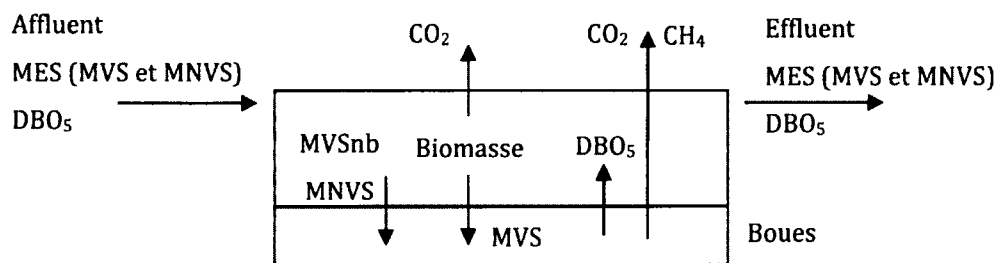 Affluent
MES (MVS et MNVS)
DBO₅
CO₂
CO₂ CH₄
Effluent
MES (MVS et MNVS)
DBO₅
MVSnb
Biomasse
DBO₅
MNVS
MVS
Boues